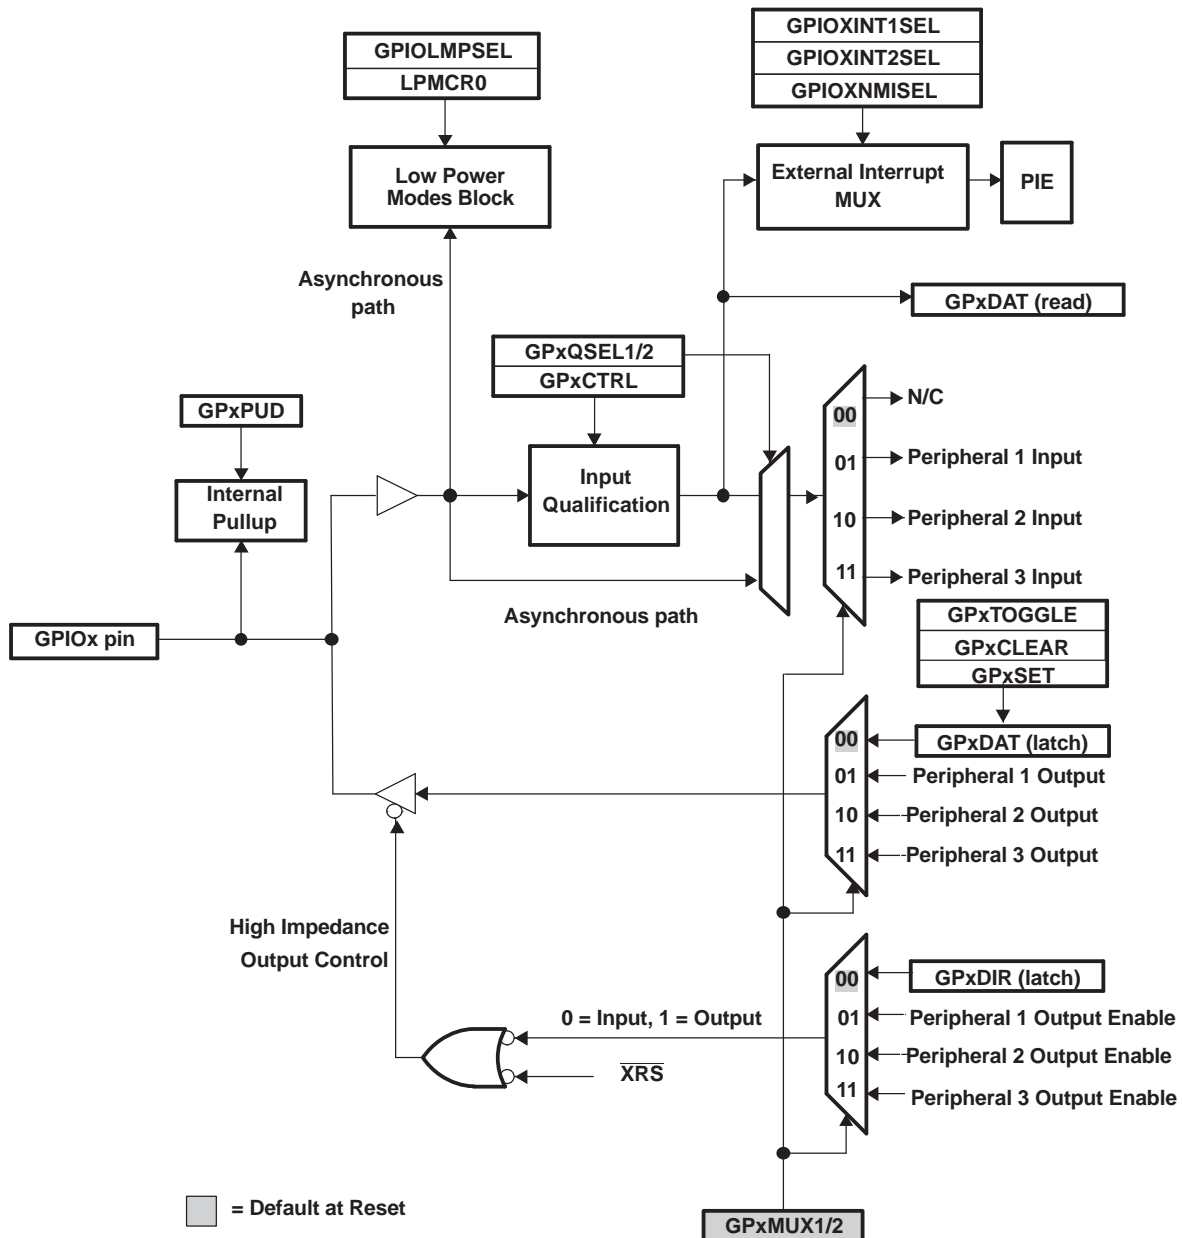 GPIOXINT1SEL
GPIOLMPSEL
GPIOXINT2SEL
LPMCR0
GPIOXNMISEL
Low Power
Modes Block
External Interrupt
MUX
PIE
Asynchronous
path
GPxDAT (read)
GPxQSEL1/2
GPxCTRL
GPxPUD
N/C
00
Internal
Pullup
Input
Qualification
01
Peripheral 1 Input
10
Peripheral 2 Input
11
Peripheral 3 Input
Asynchronous path
GPxTOGGLE
GPIOx pin
GPxCLEAR
GPxSET
00
GPxDAT (latch)
01
Peripheral 1 Output
10
Peripheral 2 Output
11
Peripheral 3 Output
High Impedance
Output Control
00
GPxDIR (latch)
0 = Input, 1 = Output
01
Peripheral 1 Output Enable
10
Peripheral 2 Output Enable
XRS
11
Peripheral 3 Output Enable
= Default at Reset
GPxMUX1/2